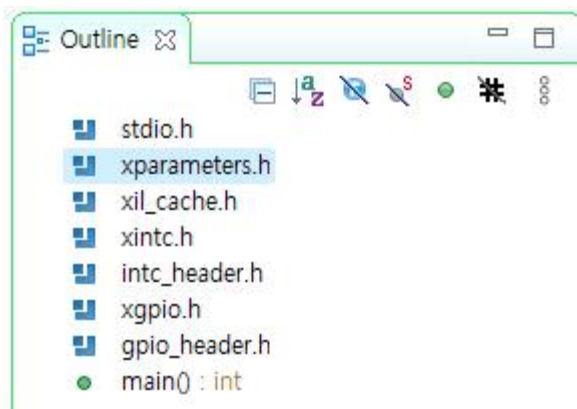 Outline
stdio.h
xparameters.h
xil_cache.h
xintc.h
intc_header.h
xgpio.h
gpio_header.h
main() : int